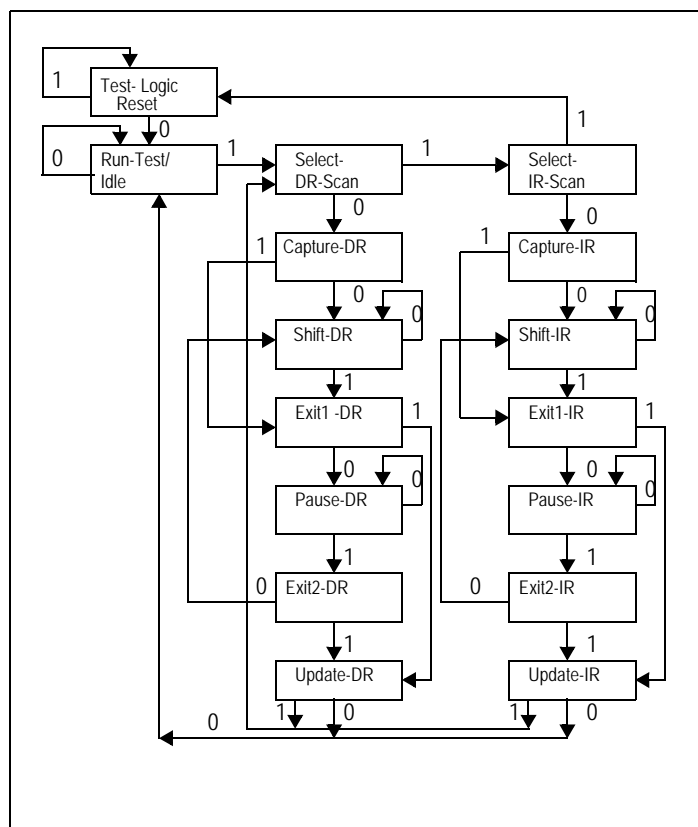 1
Test- Logic
Reset
0
1
0
Run-Test/
Idle
1
Select-
DR-Scan
1
Select-
IR-Scan
0
0
1
Capture-DR
1
Capture-IR
0
0
0
0
Shift-DR
Shift-IR
1
1
Exit1 -DR
1
Exit1-IR
1
0
0
0
0
Pause-DR
Pause-IR
1
1
0
Exit2-DR
0
Exit2-IR
1
1
Update-DR
Update-IR
1
0
1
0
0